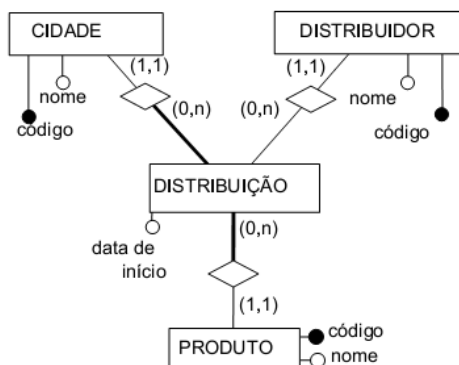 CIDADE
DISTRIBUIDOR
(1,1)
(1,1)
nome
nome
código
(0,n)
(0,n)
código
DISTRIBUIÇÃO
(0,n)
data de
início
(1,1)
PRODUTO
código
nome